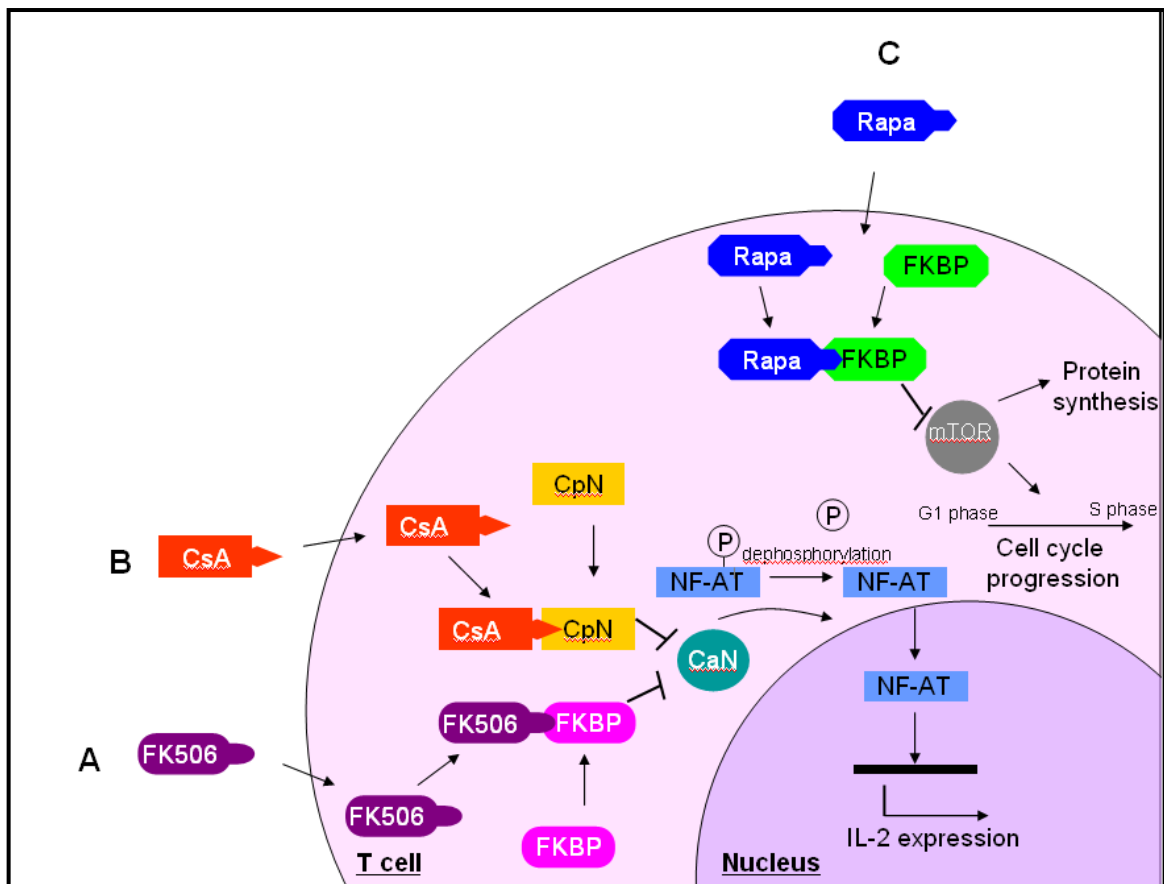 C
Rapa
Rapa
FKBP
Rapa
FKBP
Protein
synthesis
mTOR
CpN
CsA
B
CsA
P
P
G1 phase
S phase
dephosphorylation
Cell cycle
progression
NF-AT
NF-AT
CsA
CpN
CaN
NF-AT
FK506
FKBP
A
FK506
FK506
FKBP
IL-2 expression
T cell
Nucleus